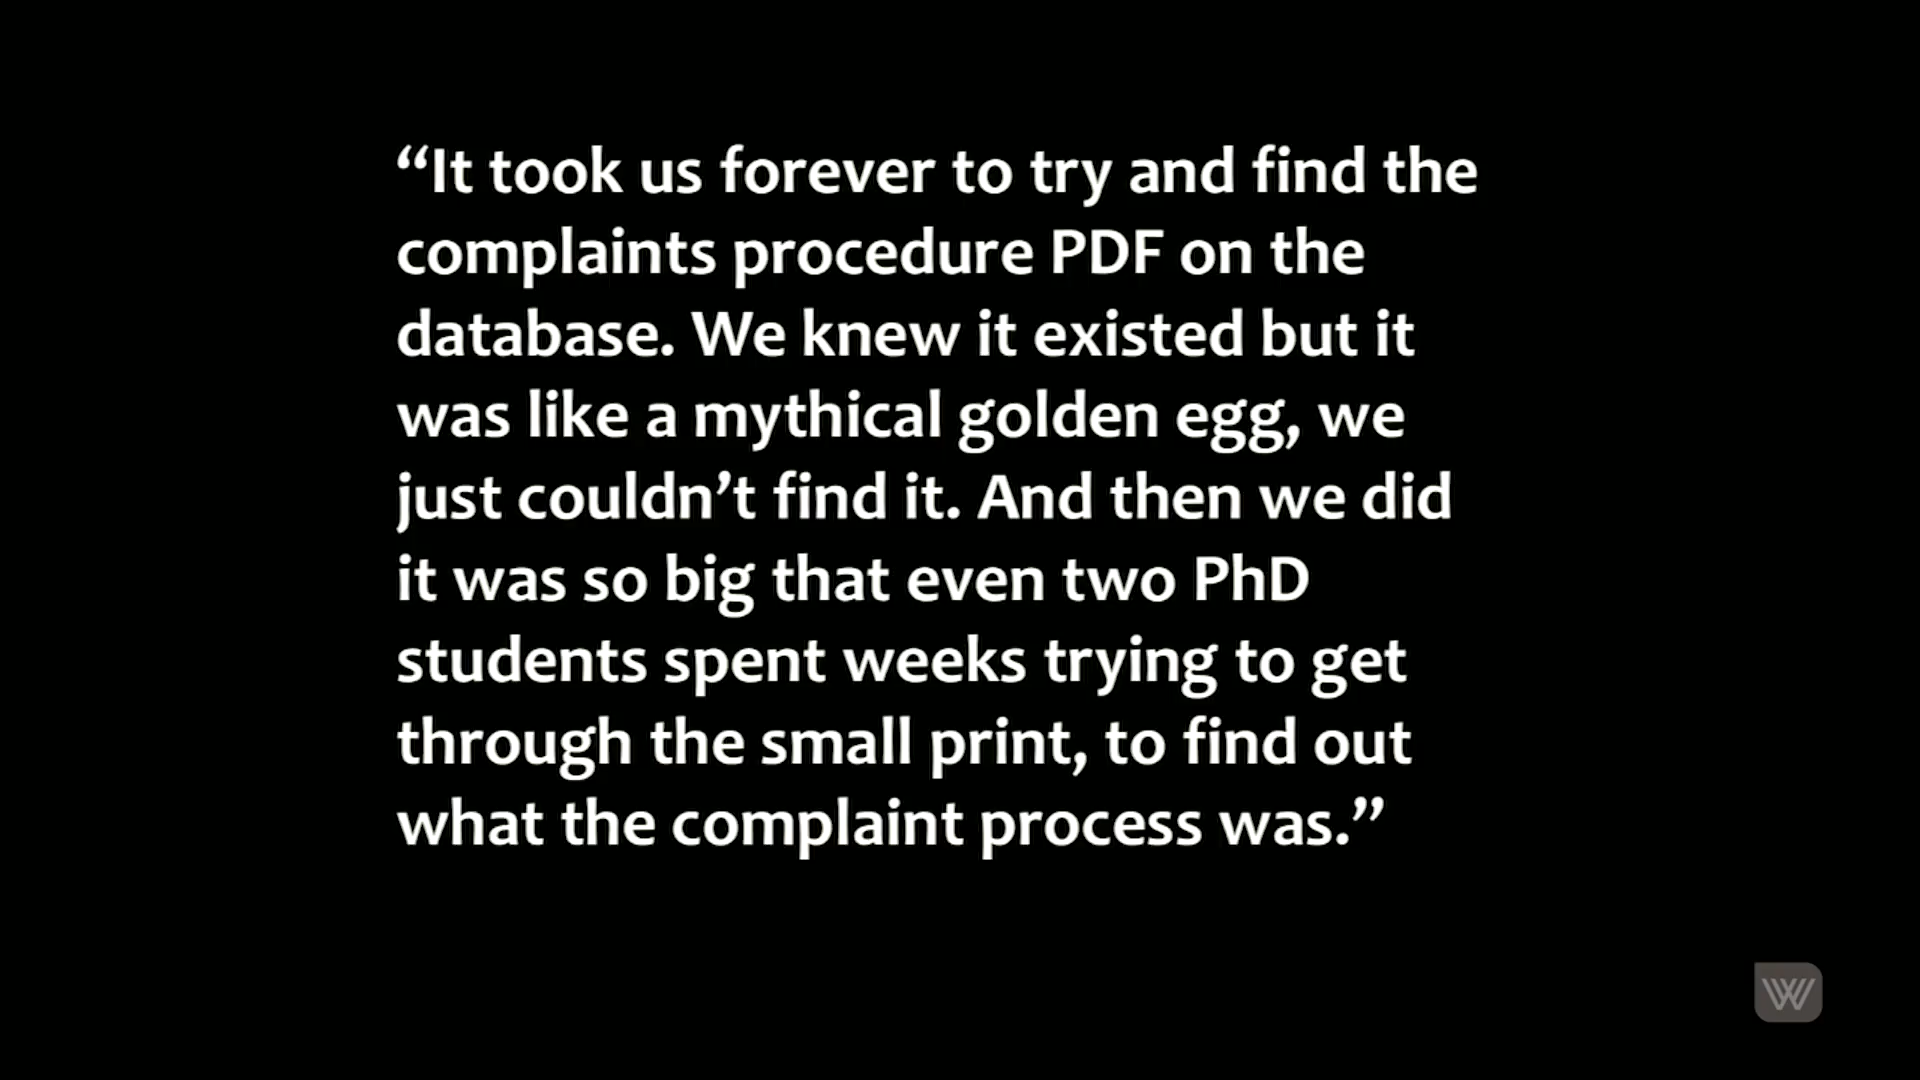 “It took us forever to try and find the
complaints procedure PDF on the
database. We knew it existed but it
was like a mythical golden egg, we
just couldn’t find it. And then we did
it was so big that even two PhD
students spent weeks trying to get
through the small print, to find out
what the complaint process was.”
W